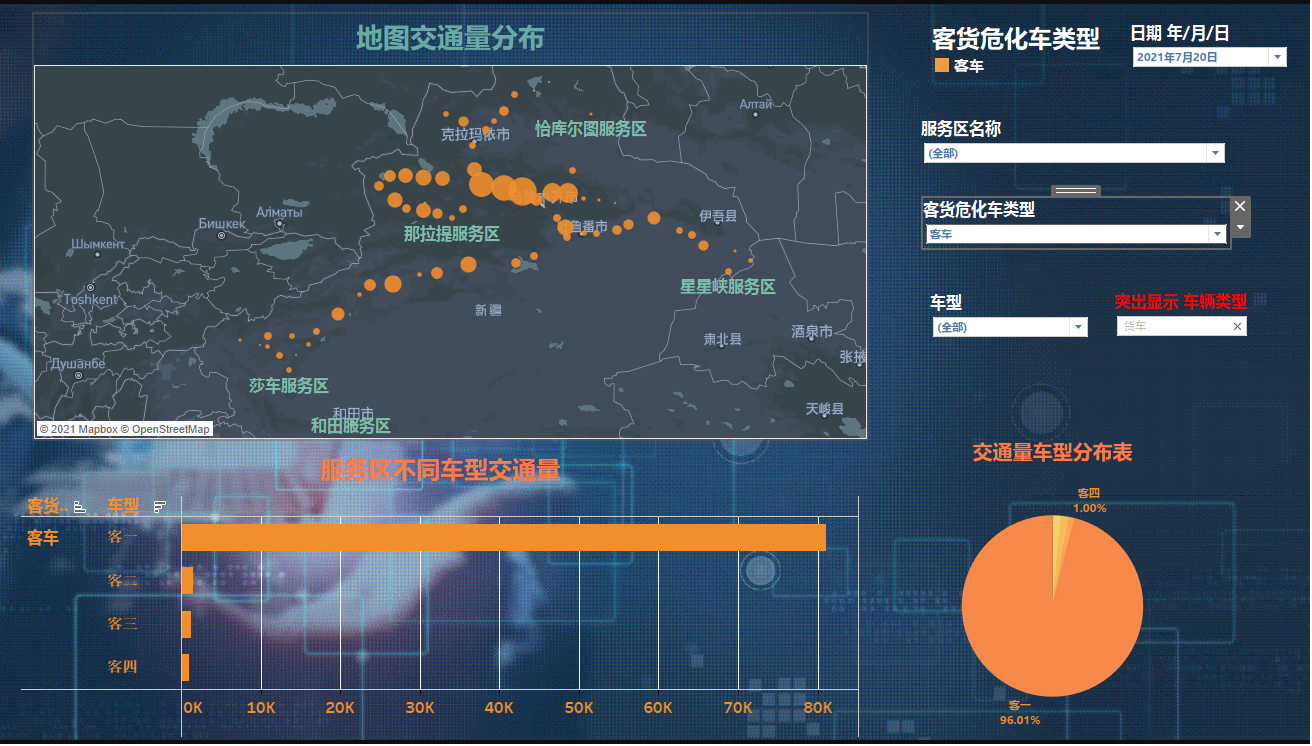 地图交通量分布
克拉玛依市
恰库尔图服务区
Алтай
伊吾县
Алматы
Бишкек
那拉提服务区
Шымкент
星星峡服务区
Toshkent
新疆
肃北县
酒泉市
张掖
Душанбе
莎车服务区
和田市
和田服务区
天峻县
© 2021 Mapbox © OpenStreetMap
客货危化车类型
客车
日期 年/月/日
2021年7月20日
服务区名称
(全部)
客货危化车类型
客车
车型
(全部)
突出显示 车辆类型
货车
服务区不同车型交通量
客货..
车型
客车
客一
客二
客三
客四
0K
10K
20K
30K
40K
50K
60K
70K
80K
交通量车型分布表
客四
1.00%
客一
96.01%